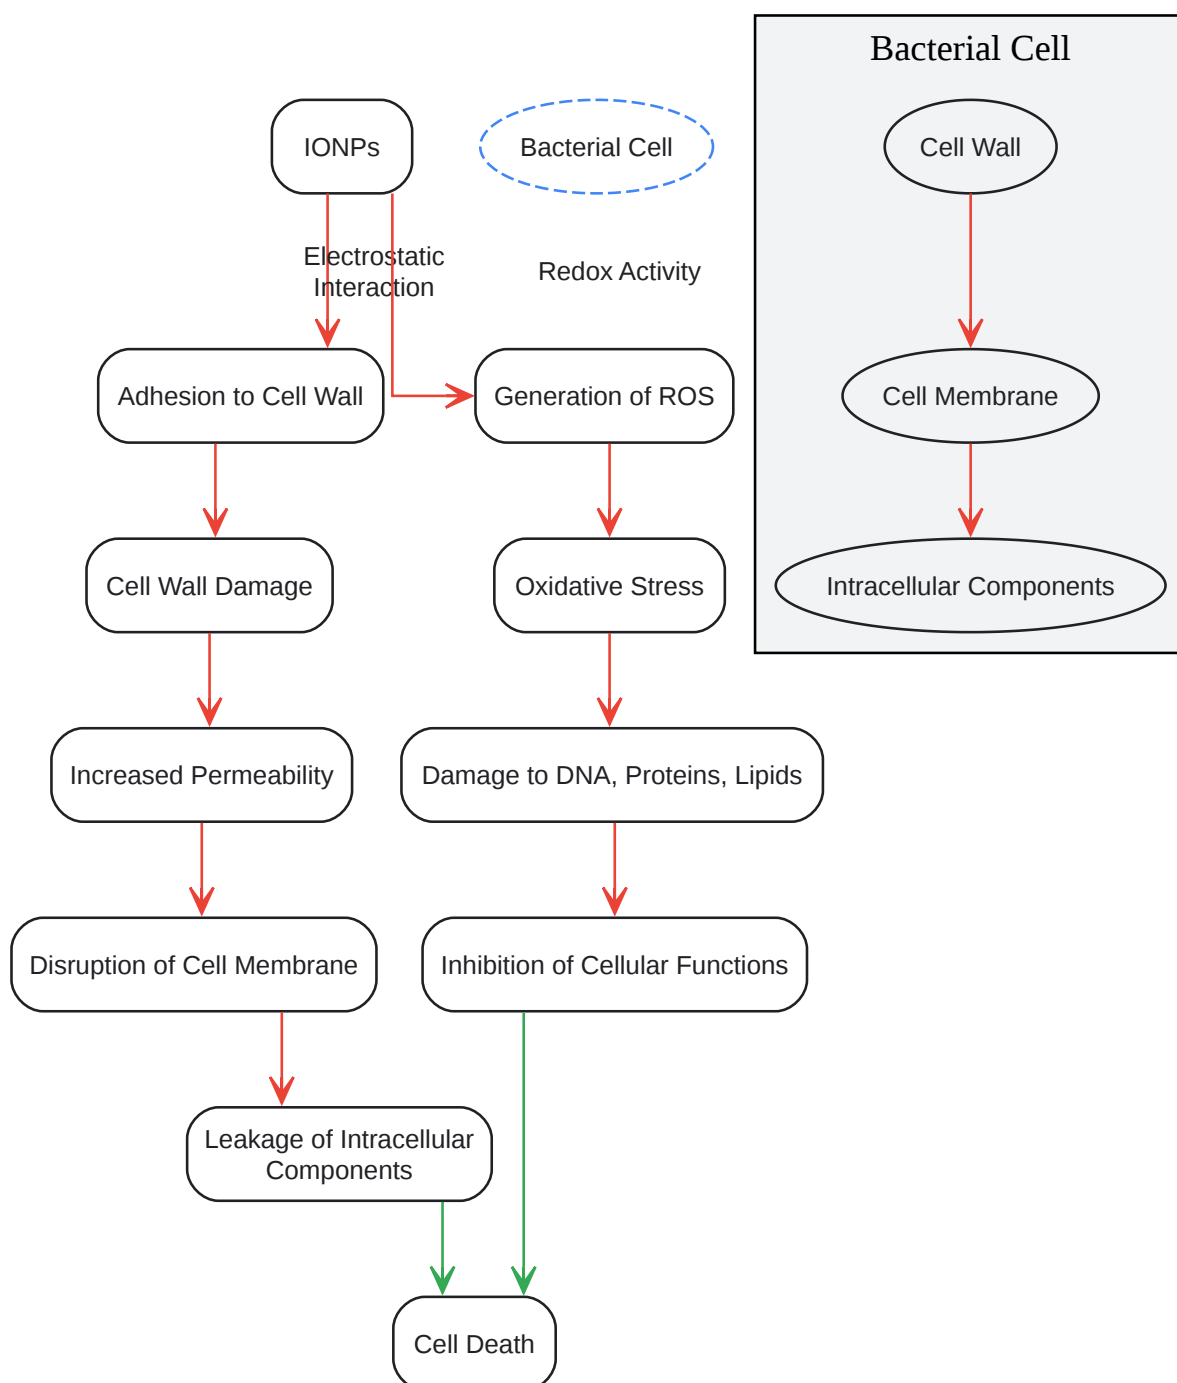 Bacterial Cell
IONPs
Bacterial Cell
Cell Wall
Electrostatic
Interaction
Redox Activity
Adhesion to Cell Wall
Generation of ROS
Cell Membrane
Cell Wall Damage
Oxidative Stress
Intracellular Components
Increased Permeability
Damage to DNA, Proteins, Lipids
Disruption of Cell Membrane
Inhibition of Cellular Functions
Leakage of Intracellular
Components
Cell Death